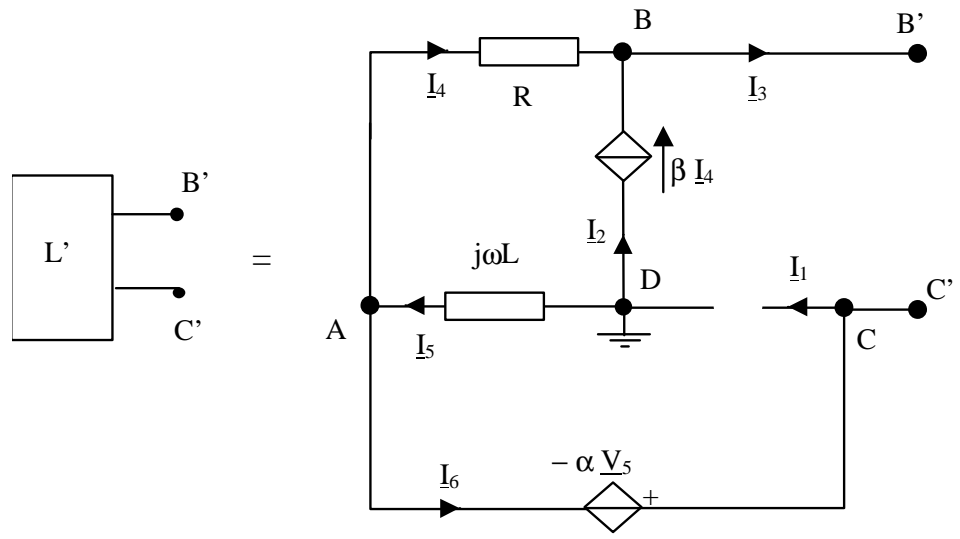 B
B’
I4
R
I3
B’
β I4
L’
=
jωL
I2
D
I1
C’
C’
A
I5
C
I6
− α V5
+